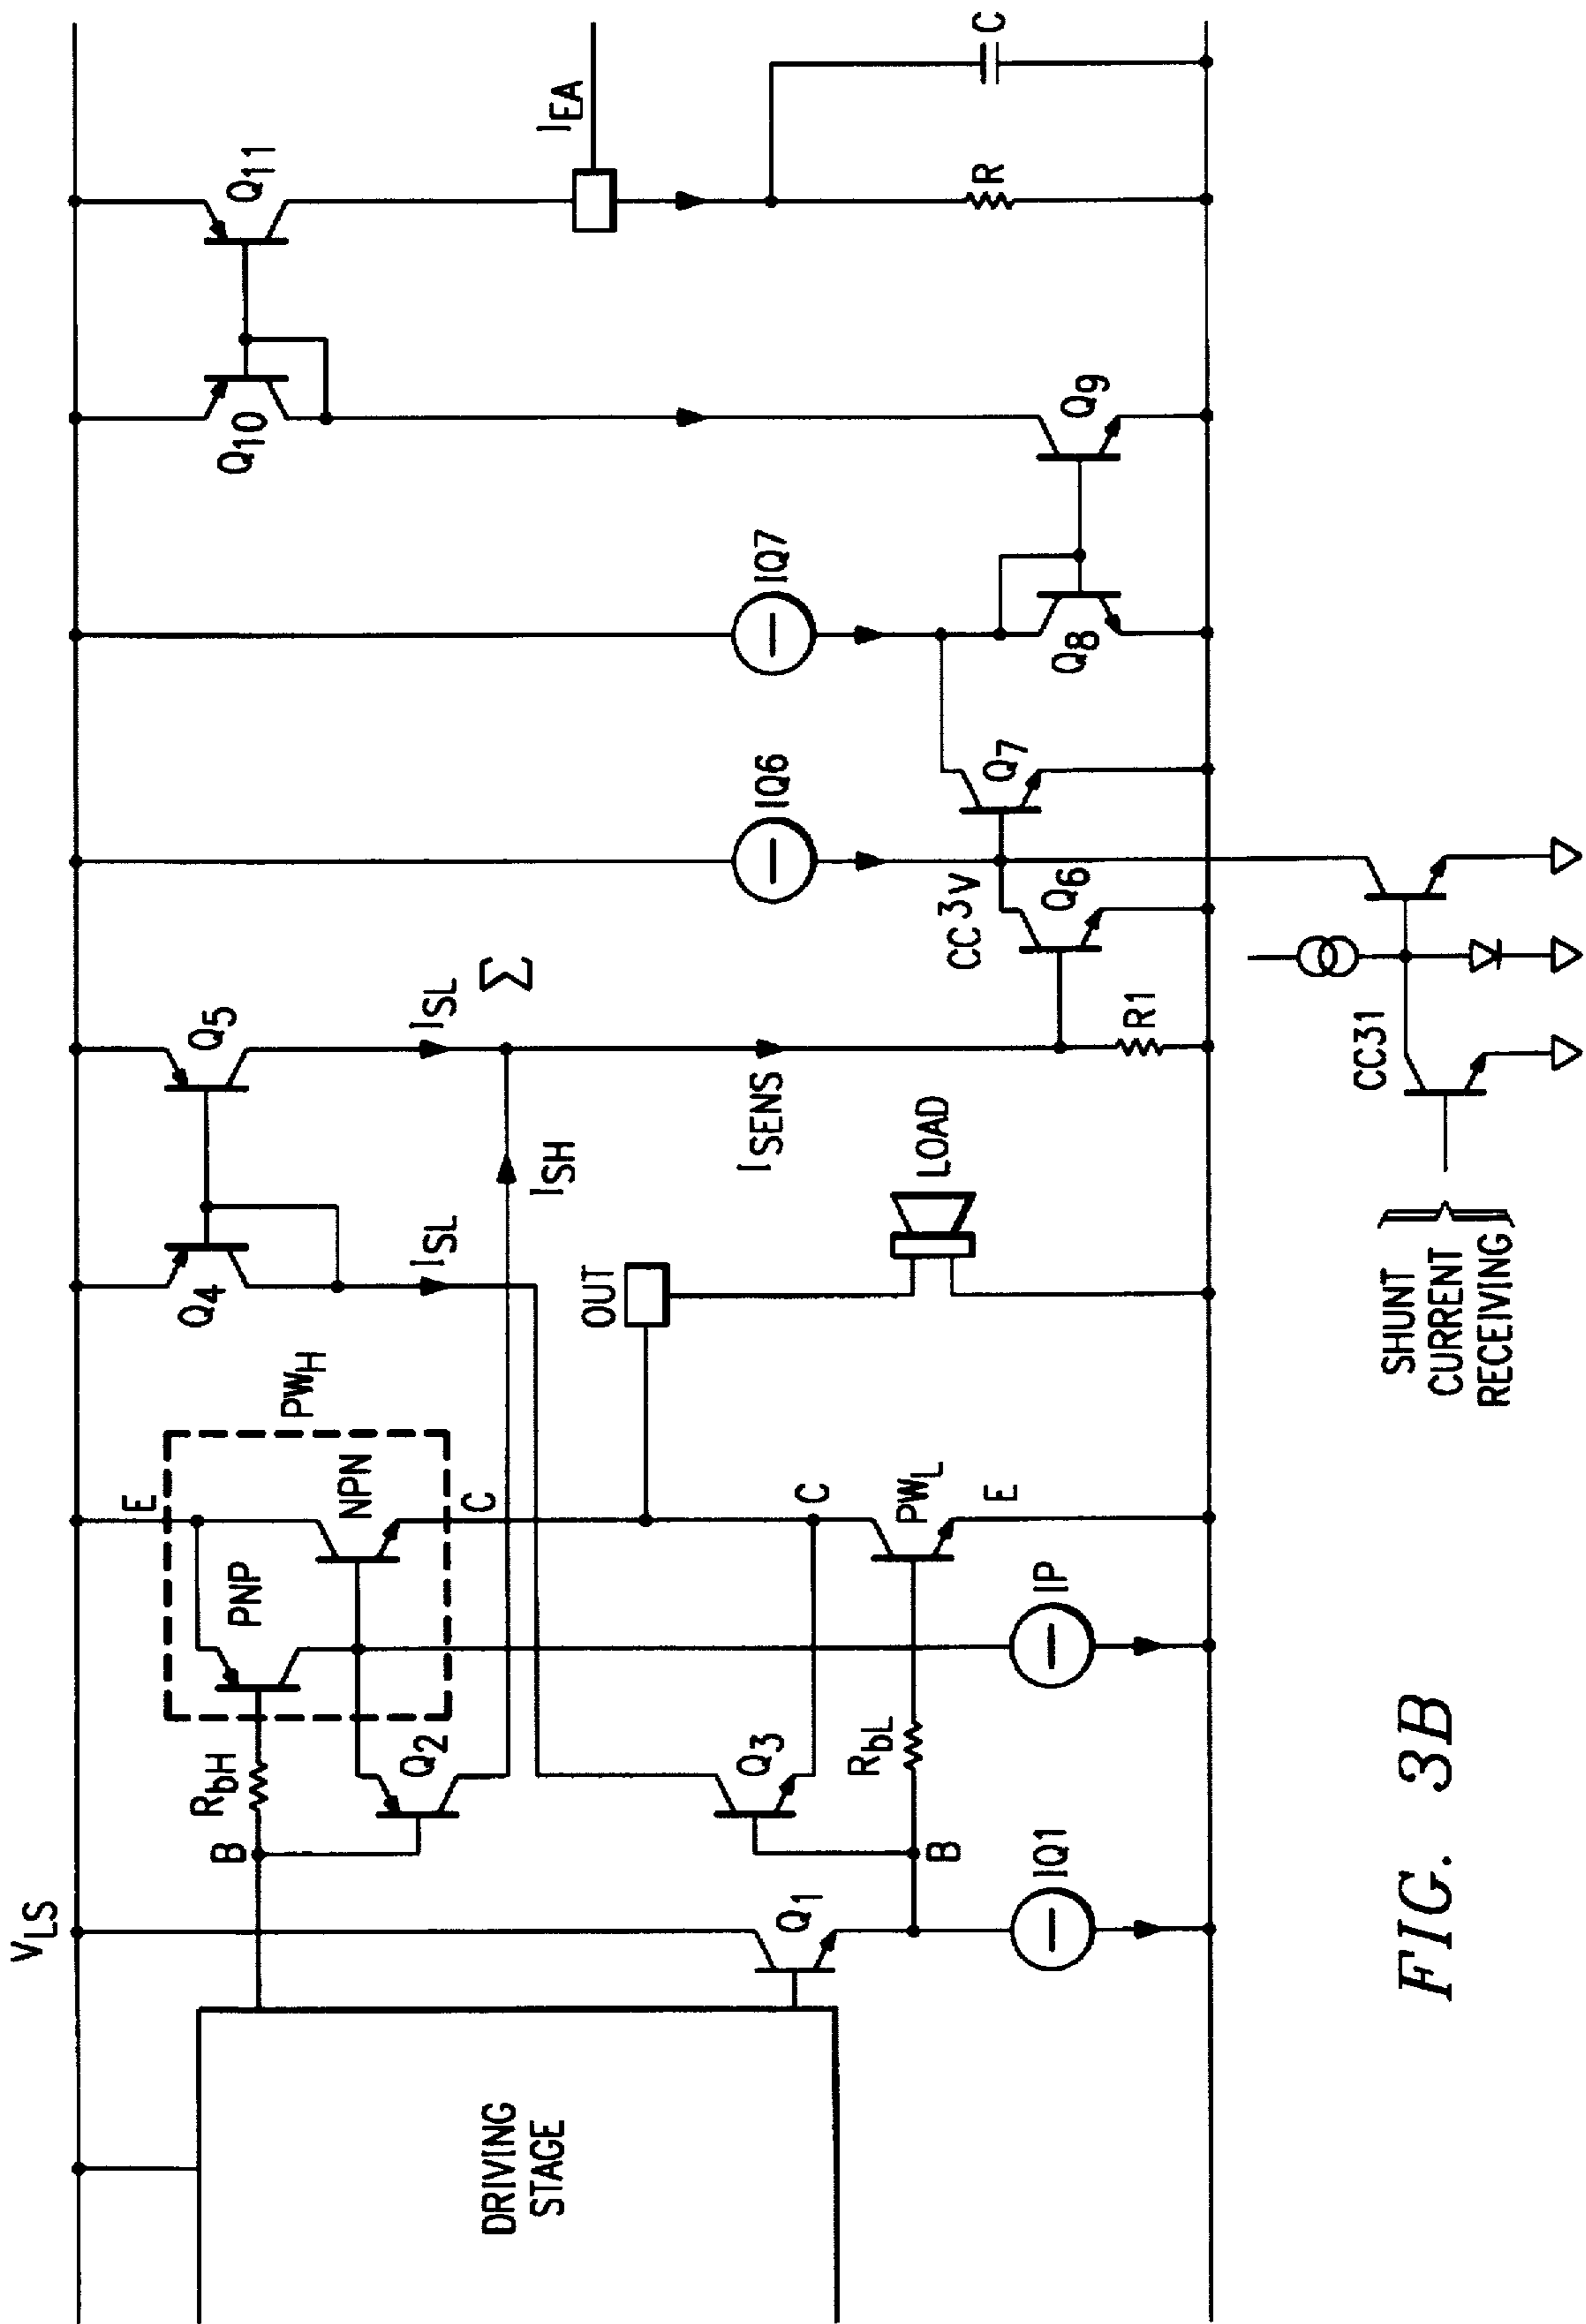 V_LS
DRIVING
STAGE
Q1
IQ1
B
R_bH
Q2
B
R_bL
Q3
PNP
NPN
E
PW_H
C
C
PW_L
E
IP
OUT
LOAD
Q4
I_SL
Q5
I_SL
Σ
I_SH
I_SENS
R1
CC3V
Q6
IQ6
Q7
IQ7
Q8
Q9
Q10
Q11
I_EA
R
C
SHUNT
CURRENT
RECEIVING
CC31
FIG. 3B